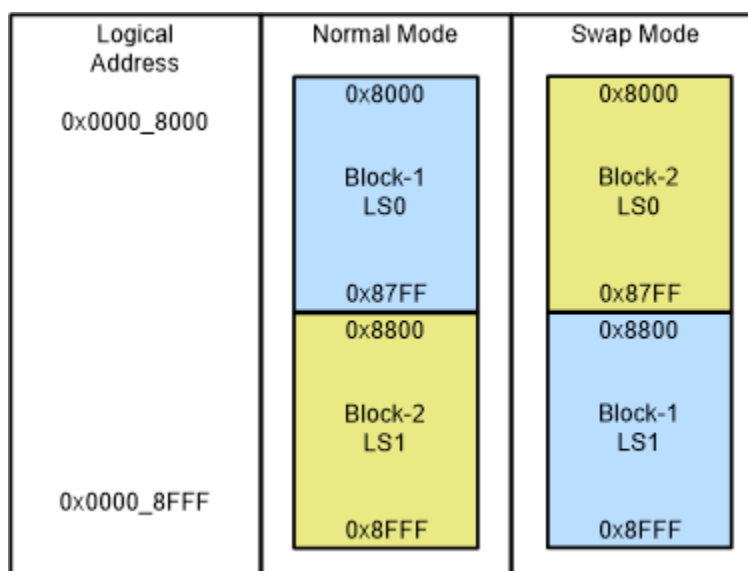 Logical
Address
0x0000_8000
0x0000_8FFF
Normal Mode
0x8000
Block-1
LS0
0x87FF
0x8800
Block-2
LS1
0x8FFF
Swap Mode
0x8000
Block-2
LS0
0x87FF
0x8800
Block-1
LS1
0x8FFF